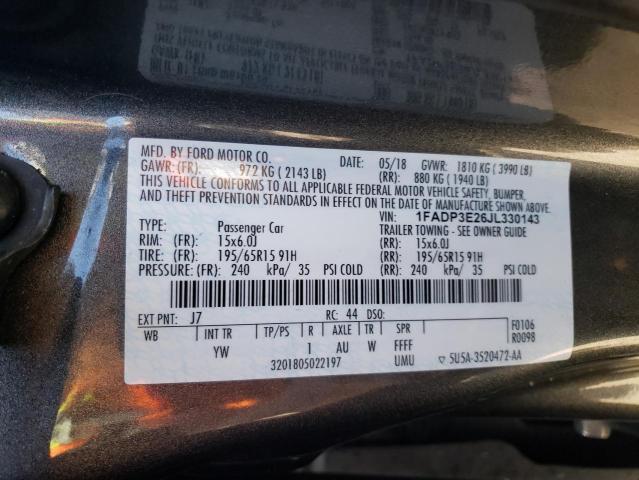 MFD. BY FORD MOTOR CO.
DATE: 05/18 GVWR: 1810 KG ( 3990 LB)
GAWR: (FR): 972 KG ( 2143 LB) (RR): 880 KG ( 1940 LB)
THIS VEHICLE CONFORMS TO ALL APPLICABLE FEDERAL MOTOR VEHICLE SAFETY, BUMPER,
AND THEFT PREVENTION STANDARDS IN EFFECT ON THE DATE OF MANUFACTURE SHOWN ABOVE.
VIN: 1FADP3E26JL330143
TYPE: Passenger Car TRAILER TOWING - SEE OWNER GUIDE
RIM: (FR): 15x6.0J (RR): 15x6.0J
TIRE: (FR): 195/65R15 91H (RR): 195/65R15 91H
PRESSURE: (FR): 240 kPa/ 35 PSI COLD (RR): 240 kPa/ 35 PSI COLD
EXT PNT: J7 RC: 44 DSO: F0106
WB INT TR TP/PS R AXLE TR SPR R0098
YW 1 AU W FFFF
3201805022197 UMU ▽ 5U5A-3520472-AA